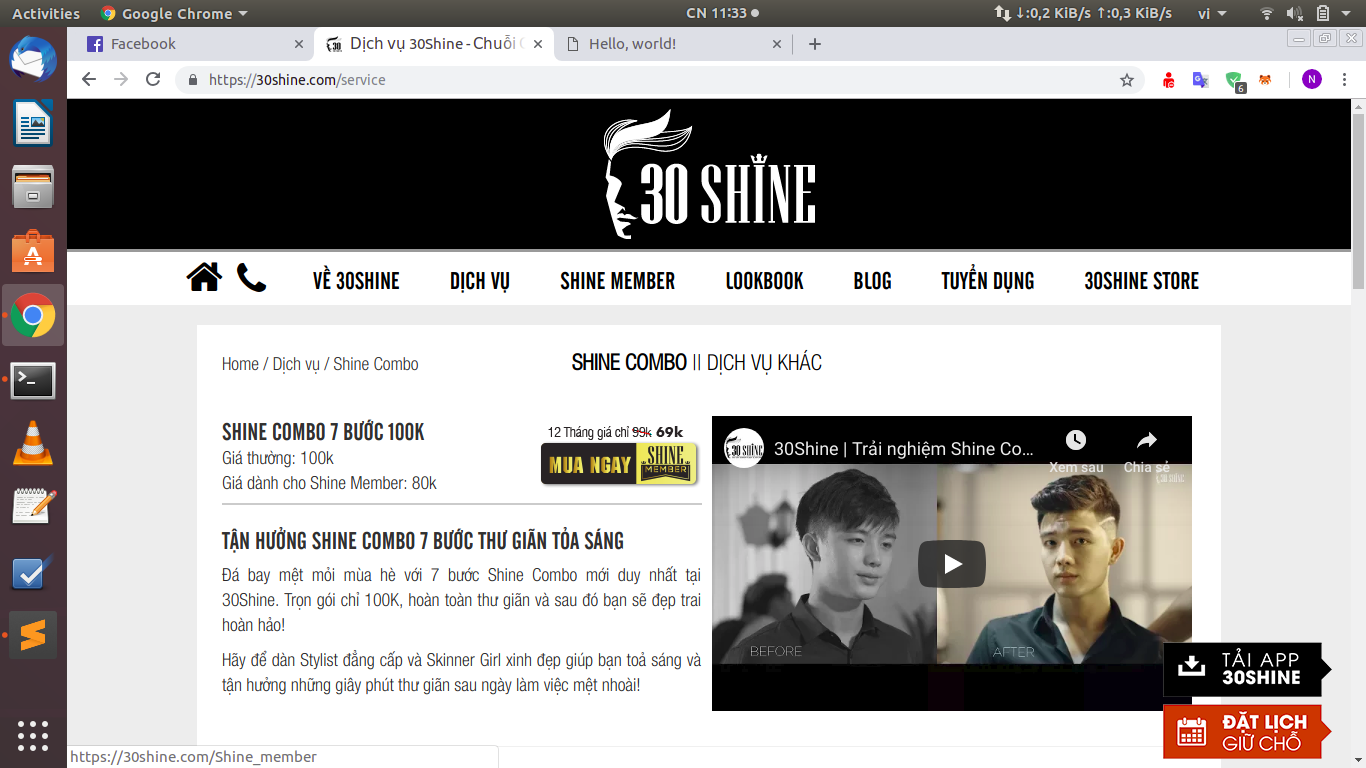 Activities
Google Chrome
CN 11:33
↓:0,2 KiB/s ↑:0,3 KiB/s
vi
Facebook
Dịch vụ 30Shine - Chuỗi
Hello, world!
https://30shine.com/service
6
N
30 SHINE
VỀ 30SHINE
DỊCH VỤ
SHINE MEMBER
LOOKBOOK
BLOG
TUYỂN DỤNG
30SHINE STORE
Home / Dịch vụ / Shine Combo
SHINE COMBO || DỊCH VỤ KHÁC
SHINE COMBO 7 BƯỚC 100K
Giá thường: 100k
Giá dành cho Shine Member: 80k
12 Tháng giá chỉ 99k 69k
MUA NGAY
SHINE
MEMBER
TẬN HƯỞNG SHINE COMBO 7 BƯỚC THƯ GIÃN TỎA SÁNG
Đá bay mệt mỏi mùa hè với 7 bước Shine Combo mới duy nhất tại
30Shine. Trọn gói chỉ 100K, hoàn toàn thư giãn và sau đó bạn sẽ đẹp trai
hoàn hảo!
Hãy để dàn Stylist đẳng cấp và Skinner Girl xinh đẹp giúp bạn toả sáng và
tận hưởng những giây phút thư giãn sau ngày làm việc mệt nhoài!
30 SHINE
30Shine | Trải nghiệm Shine Co...
Xem sau
Chia sẻ
30 SHINE
BEFORE
AFTER
TẢI APP
30SHINE
ĐẶT LỊCH
GIỮ CHỖ
https://30shine.com/Shine_member